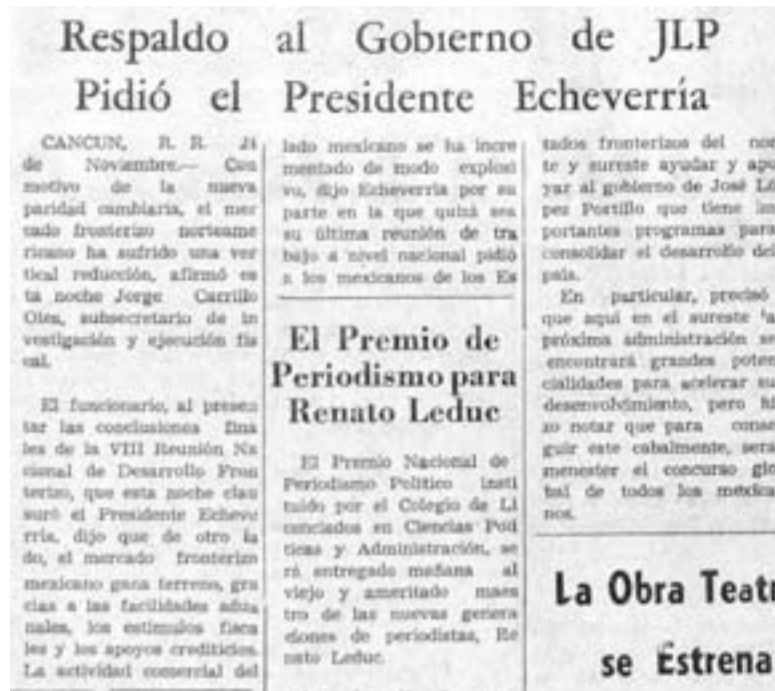 Respaldo al Gobierno de JLP
Pidió el Presidente Echeverría
CANCUN, R. R. 21
de Noviembre.— Con
motivo de la nueva
paridad cambiaria, el mer
cado fronterizo norteame
ricano ha sufrido una ver
tical reducción, afirmó es
ta noche Jorge Carrillo
Olea, subsecretario de in
vestigación y ejecución fis
cal.
El funcionario, al presen
tar las conclusiones fina
les de la VIII Reunión Na
cional de Desarrollo Fron
terizo, que esta noche clau
suró el Presidente Echeve
rría, dijo que de otro la
do, el mercado fronterizo
mexicano gana terreno, gra
cias a las facilidades adua
nales, los estímulos fisca
les y los apoyos crediticios.
La actividad comercial del
lado mexicano se ha incre
mentado de modo explosi
vo, dijo Echeverría por su
parte en la que quizá sea
su última reunión de tra
bajo a nivel nacional pidió
a los mexicanos de los Es
tados fronterizos del nor
te y sureste ayudar y apo
yar al gobierno de José Ló
pez Portillo que tiene im
portantes programas para
consolidar el desarrollo del
país.
En particular, precisó
que aquí en el sureste 'a
próxima administración se
encontrará grandes poten
cialidades para acelerar su
desenvolvimiento, pero hi
zo notar que para conse
guir este cabalmente, será
menester el concurso glo
bal de todos los mexica
nos.
El Premio de
Periodismo para
Renato Leduc
El Premio Nacional de
Periodismo Político insti
tuido por el Colegio de Li
cenciados en Ciencias Polí
ticas y Administración, se
rá entregado mañana al
viejo y ameritado maes
tro de las nuevas genera
ciones de periodistas, Re
nato Leduc.
La Obra Teatr
se Estrena